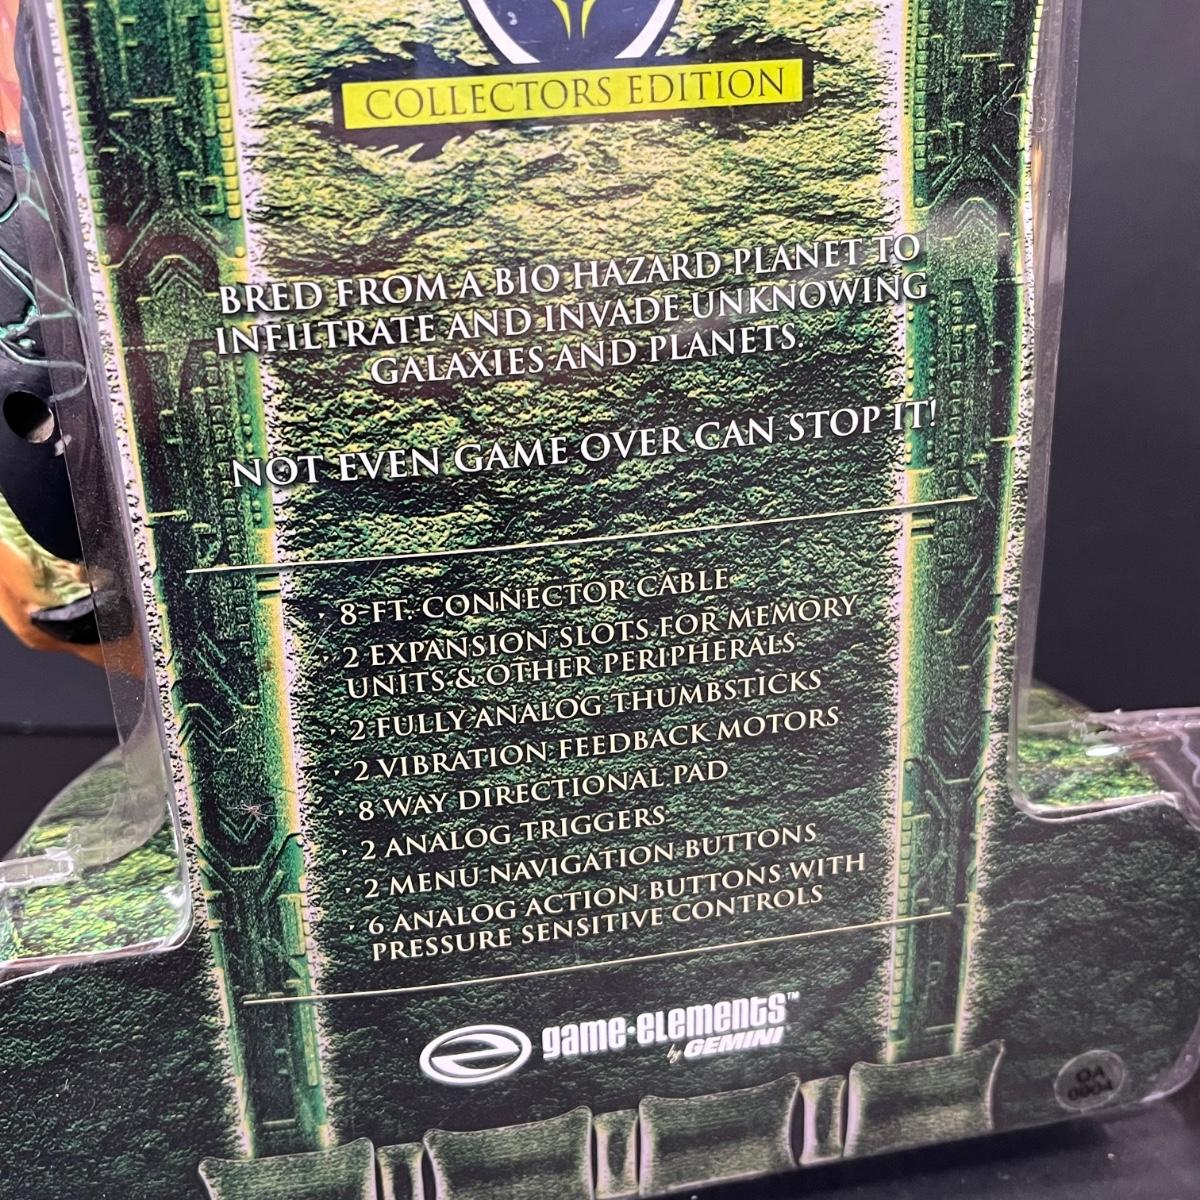 COLLECTORS EDITION
BRED FROM A BIO HAZARD PLANET TO
INFILTRATE AND INVADE UNKNOWING
GALAXIES AND PLANETS.
NOT EVEN GAME OVER CAN STOP IT!
· 8-FT. CONNECTOR CABLE
· 2 EXPANSION SLOTS FOR MEMORY
UNITS & OTHER PERIPHERALS
· 2 FULLY ANALOG THUMBSTICKS
· 2 VIBRATION FEEDBACK MOTORS
· 8 WAY DIRECTIONAL PAD
· 2 ANALOG TRIGGERS
· 2 MENU NAVIGATION BUTTONS
· 6 ANALOG ACTION BUTTONS WITH
PRESSURE SENSITIVE CONTROLS
game·elements™
by GEMINI
QA
0904